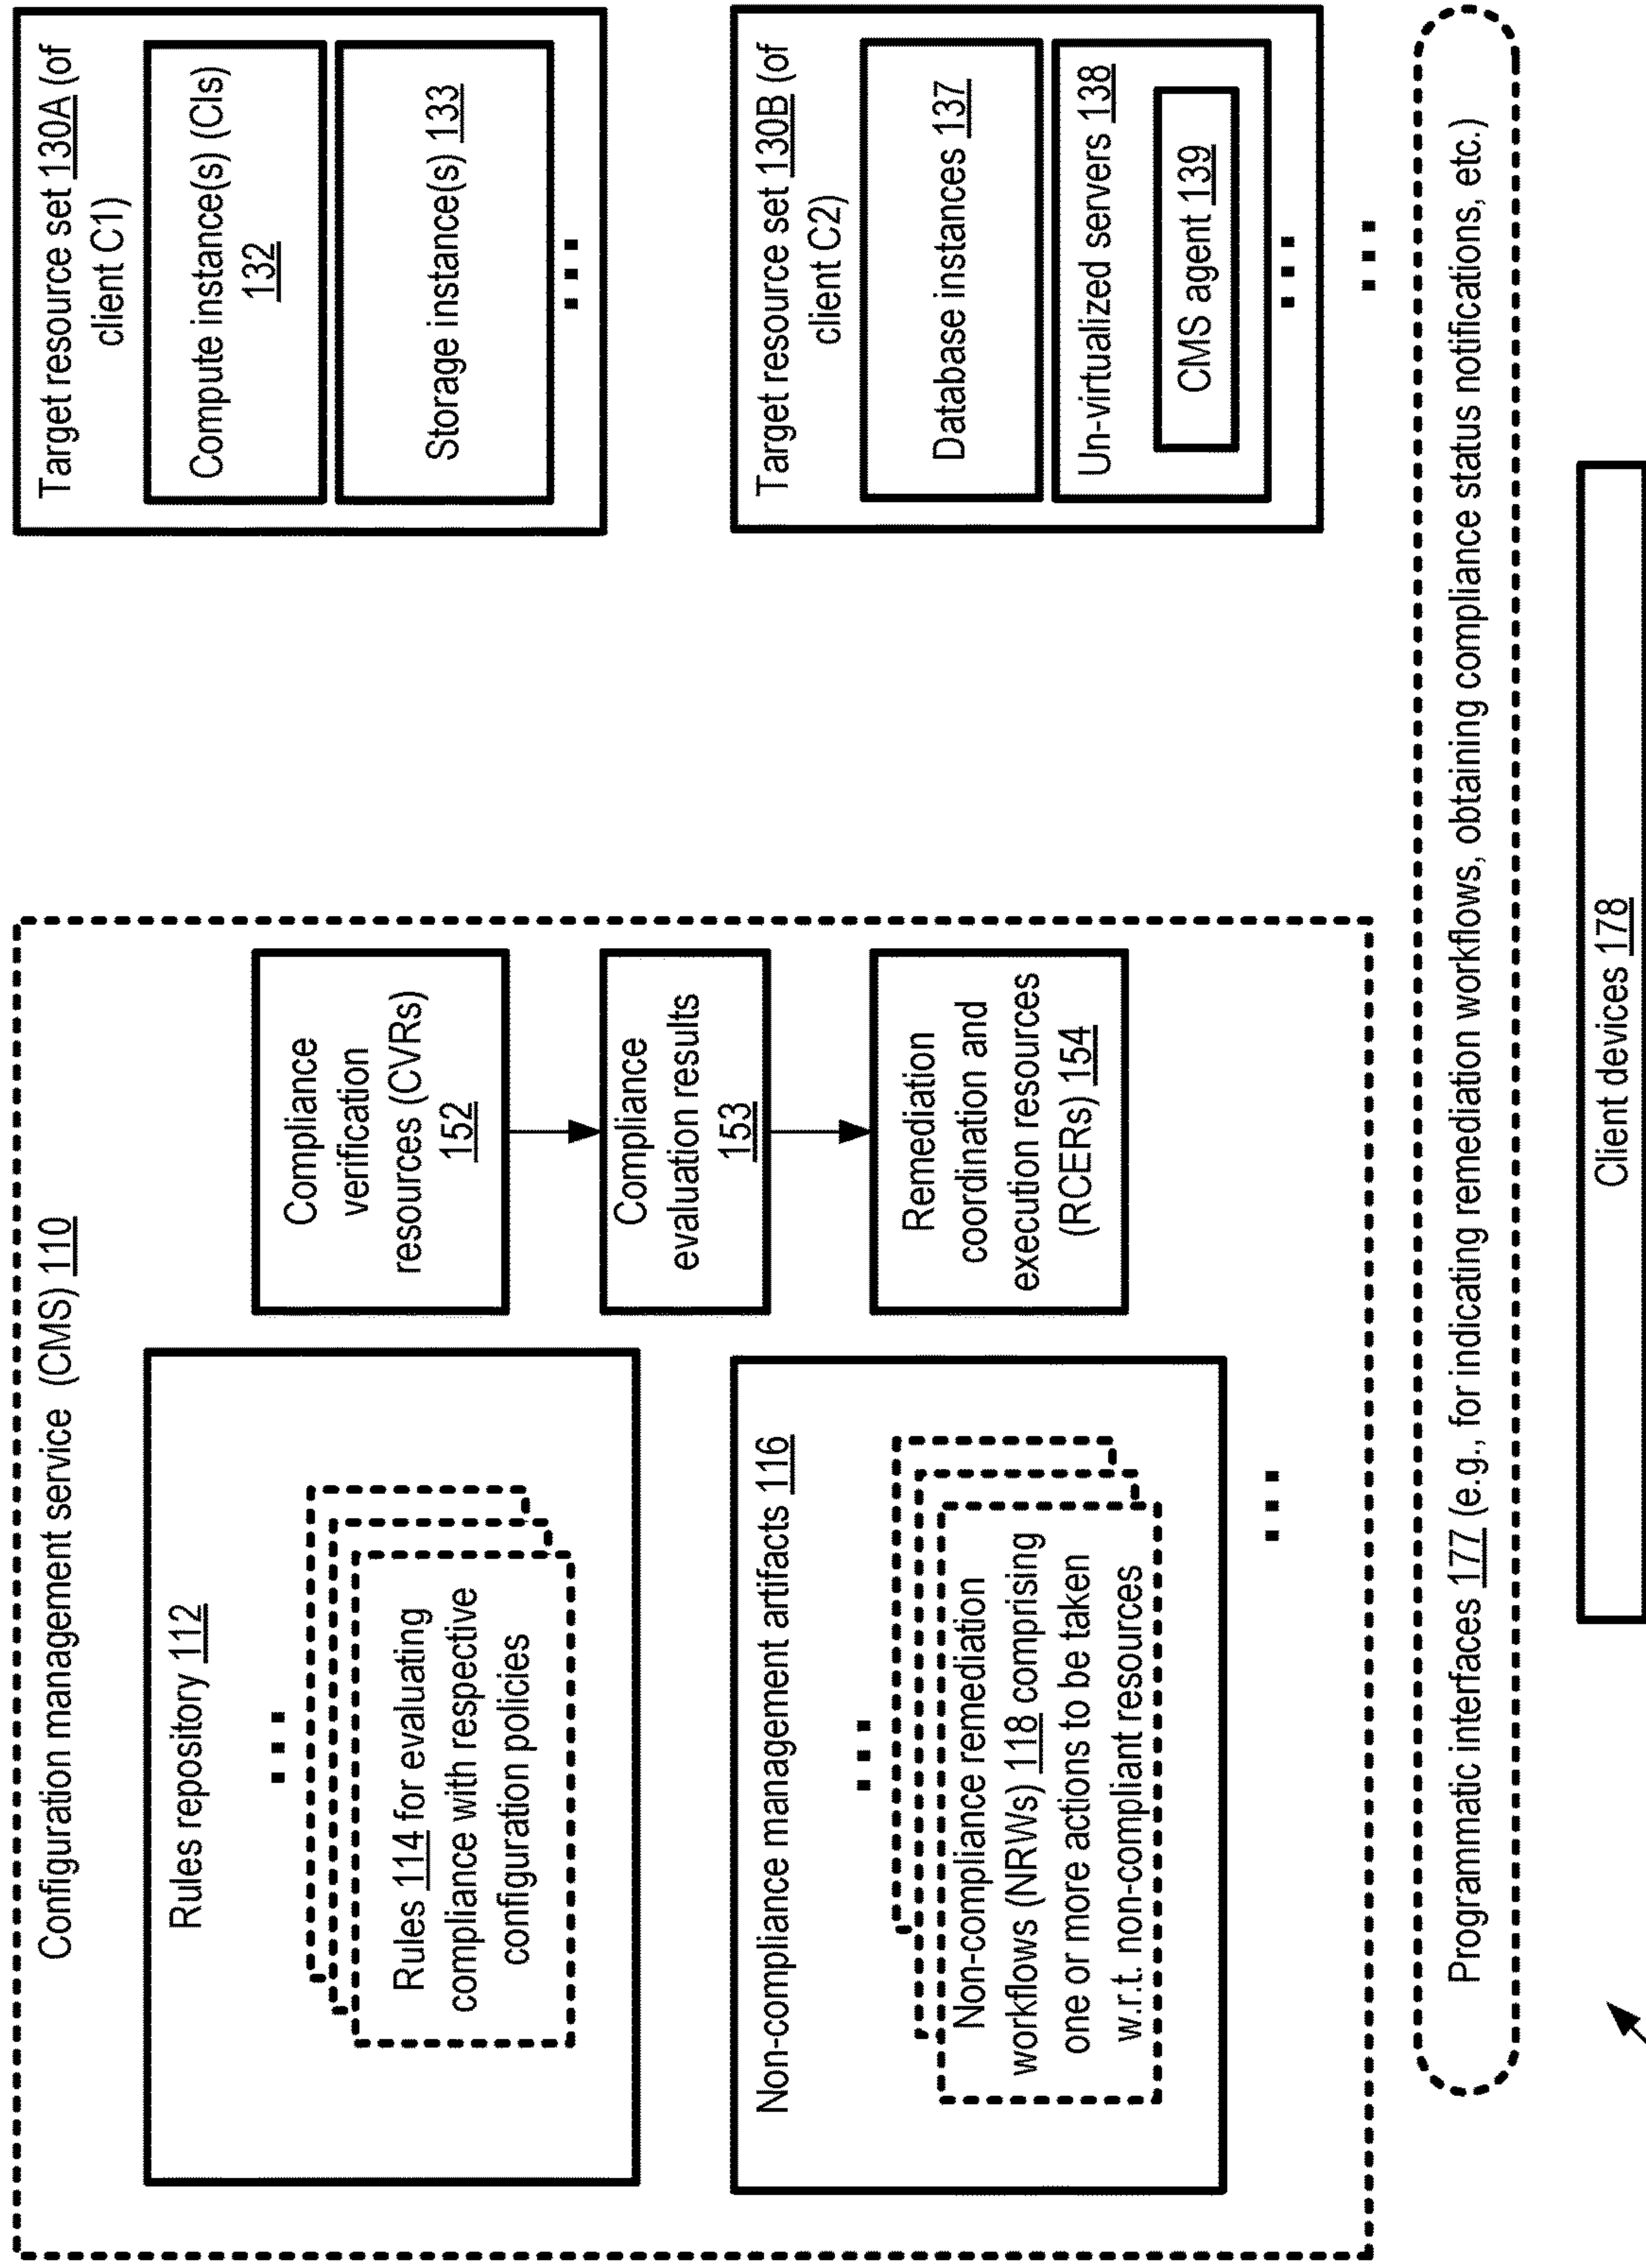 Configuration management service (CMS) 110
Rules repository 112
...
Rules 114 for evaluating
compliance with respective
configuration policies
Non-compliance management artifacts 116
...
Non-compliance remediation
workflows (NRWs) 118 comprising
one or more actions to be taken
w.r.t. non-compliant resources
...
Compliance
verification
resources (CVRs)
152
Compliance
evaluation results
153
Remediation
coordination and
execution resources
(RCERs) 154
Target resource set 130A (of
client C1)
Compute instance(s) (CIs)
132
Storage instance(s) 133
...
Target resource set 130B (of
client C2)
Database instances 137
Un-virtualized servers 138
CMS agent 139
...
...
Programmatic interfaces 177 (e.g., for indicating remediation workflows, obtaining compliance status notifications, etc.)
Client devices 178